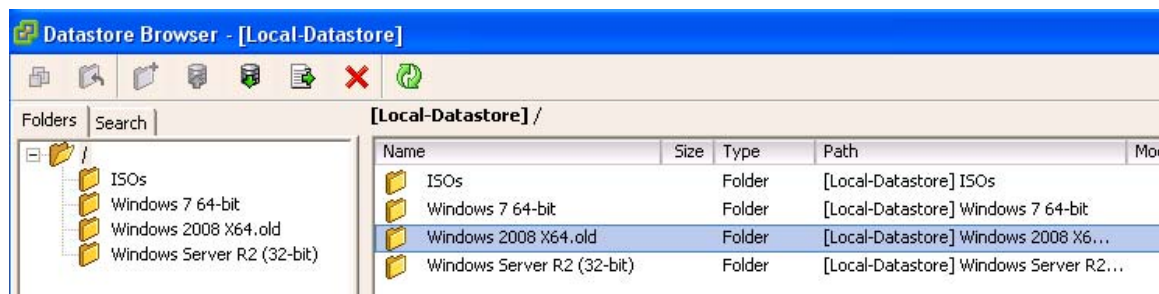 Datastore Browser - [Local-Datastore]
Folders Search
[Local-Datastore] /
/
ISOs
Windows 7 64-bit
Windows 2008 X64.old
Windows Server R2 (32-bit)
Name Size Type Path Mo
ISOs Folder [Local-Datastore] ISOs
Windows 7 64-bit Folder [Local-Datastore] Windows 7 64-bit
Windows 2008 X64.old Folder [Local-Datastore] Windows 2008 X6...
Windows Server R2 (32-bit) Folder [Local-Datastore] Windows Server R2...